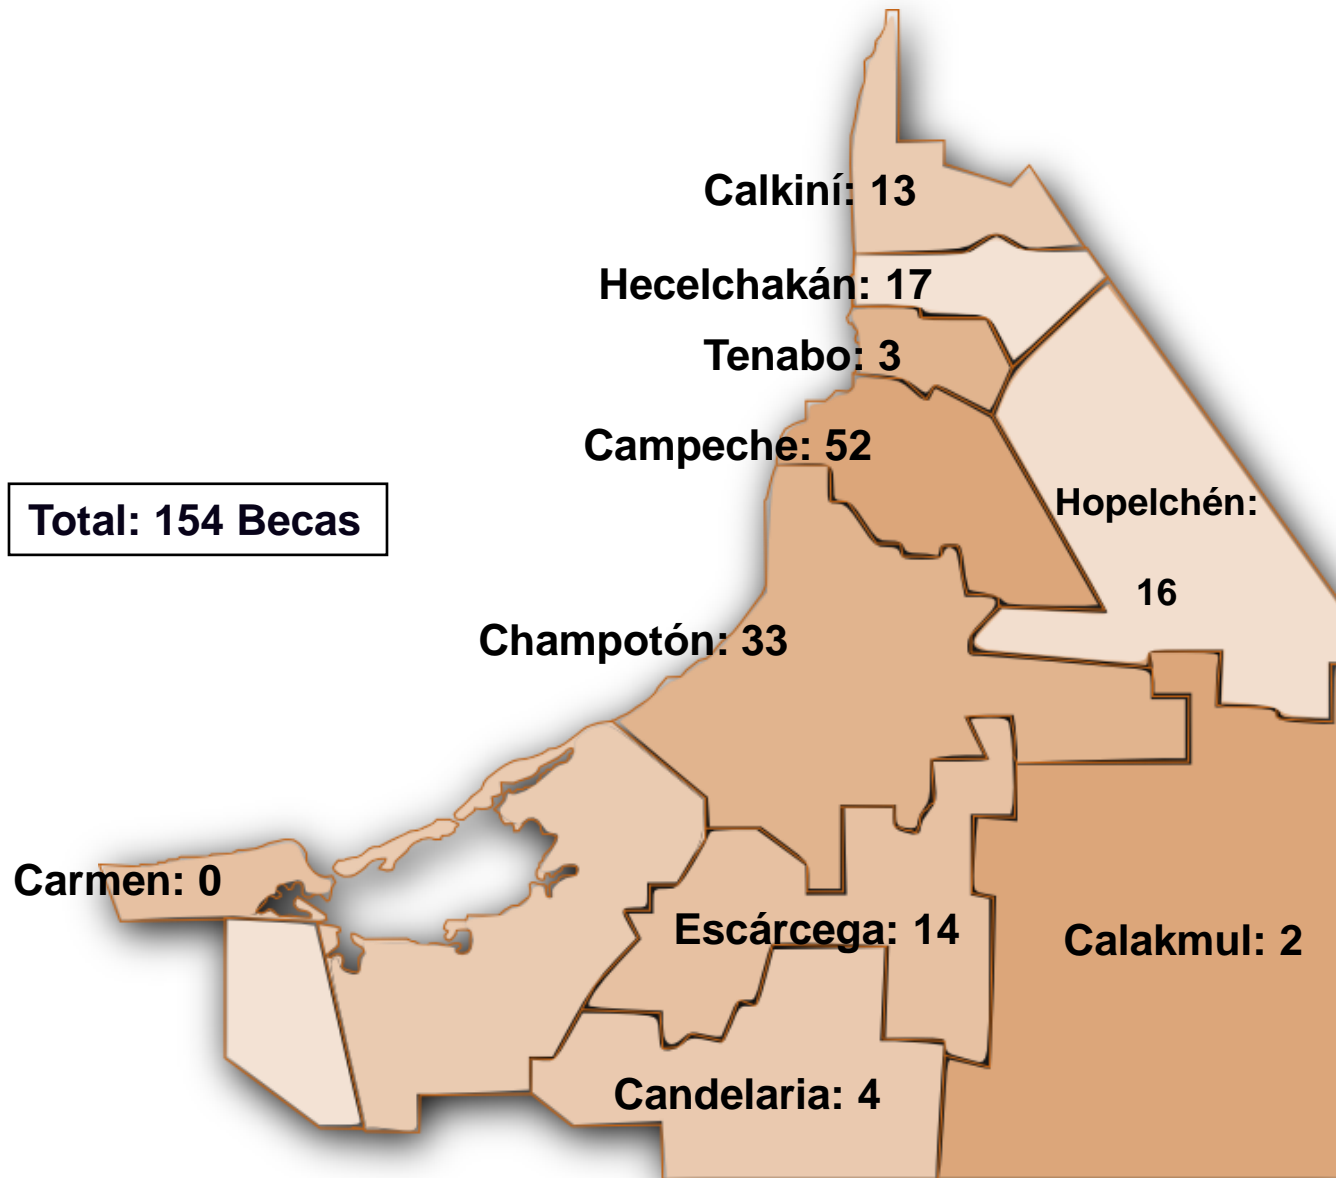 Calkiní: 13
Hecelchakán: 17
Tenabo: 3
Campeche: 52
Hopelchén:
16
Total: 154 Becas
Champotón: 33
Carmen: 0
Escárcega: 14
Calakmul: 2
Candelaria: 4